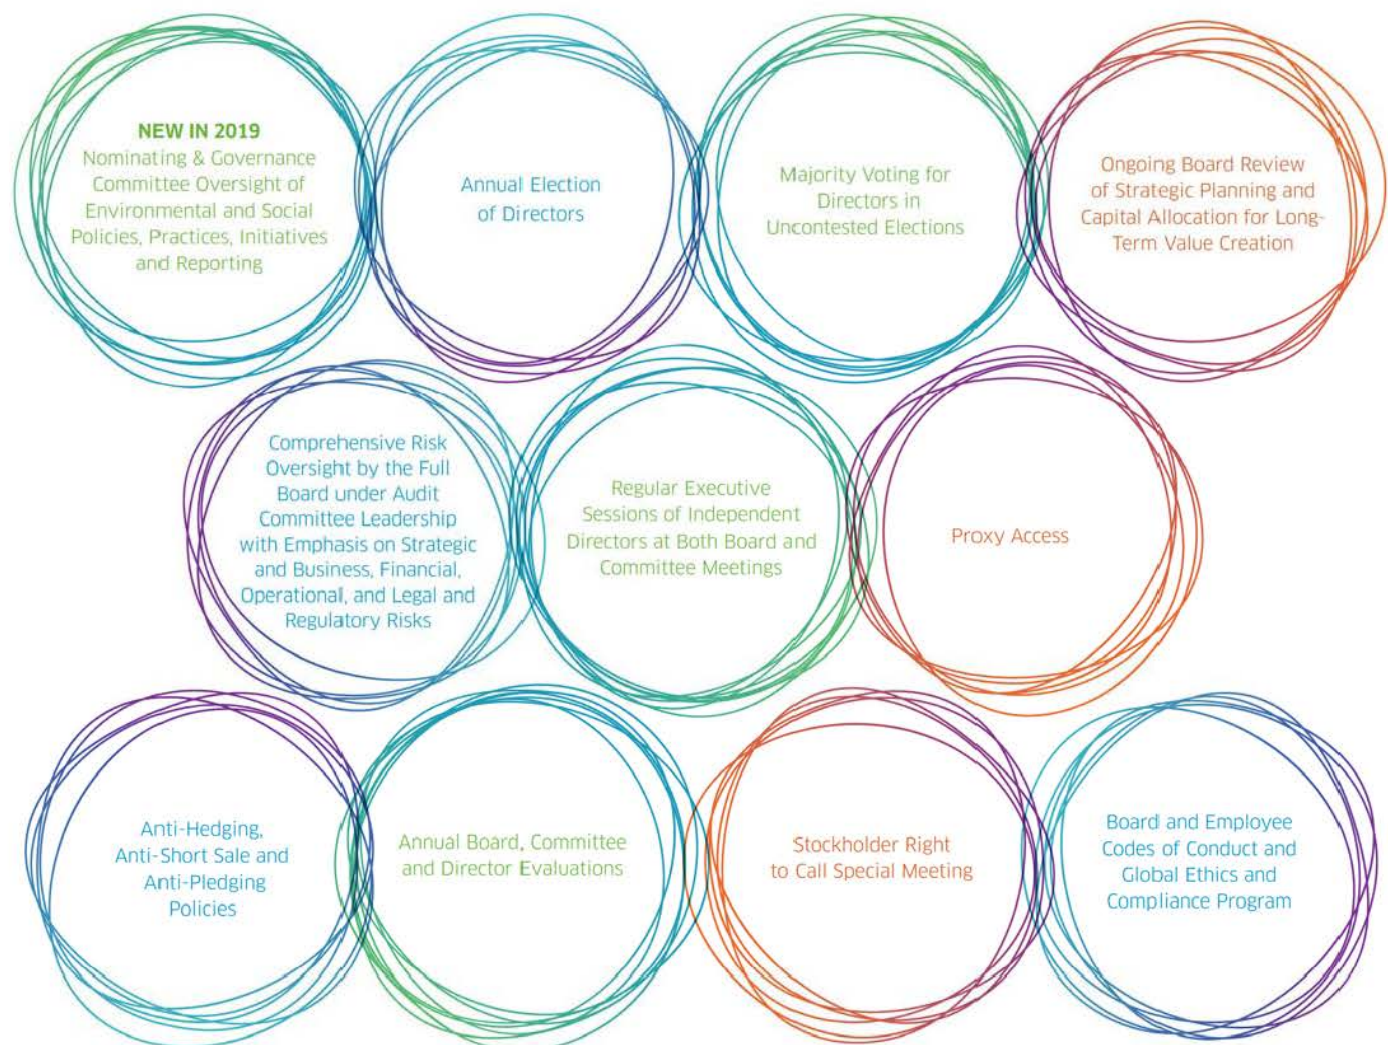 NEW IN 2019
Nominating & Governance
Committee Oversight of
Environmental and Social
Policies, Practices, Initiatives
and Reporting
Annual Election
of Directors
Majority Voting for
Directors in
Uncontested Elections
Ongoing Board Review
of Strategic Planning and
Capital Allocation for Long-
Term Value Creation
Comprehensive Risk
Oversight by the Full
Board under Audit
Committee Leadership
with Emphasis on Strategic
and Business, Financial,
Operational, and Legal and
Regulatory Risks
Regular Executive
Sessions of Independent
Directors at Both Board and
Committee Meetings
Proxy Access
Anti-Hedging,
Anti-Short Sale and
Anti-Pledging
Policies
Annual Board, Committee
and Director Evaluations
Stockholder Right
to Call Special Meeting
Board and Employee
Codes of Conduct and
Global Ethics and
Compliance Program